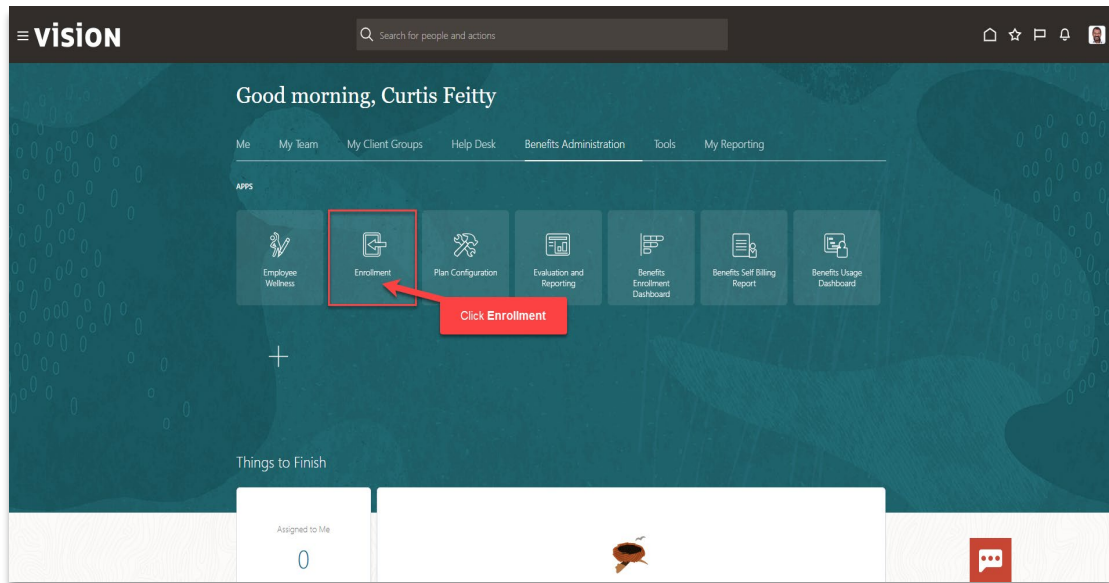 vision
Search for people and actions
Good morning, Curtis Feitty
Me My Team My Client Groups Help Desk Benefits Administration Tools My Reporting
APPS
Employee
Wellness
Enrollment
Plan Configuration
Evaluation and
Reporting
Benefits
Enrollment
Dashboard
Benefits Self Billing
Report
Benefits Usage
Dashboard
Click Enrollment
Things to Finish
Assigned to Me
0